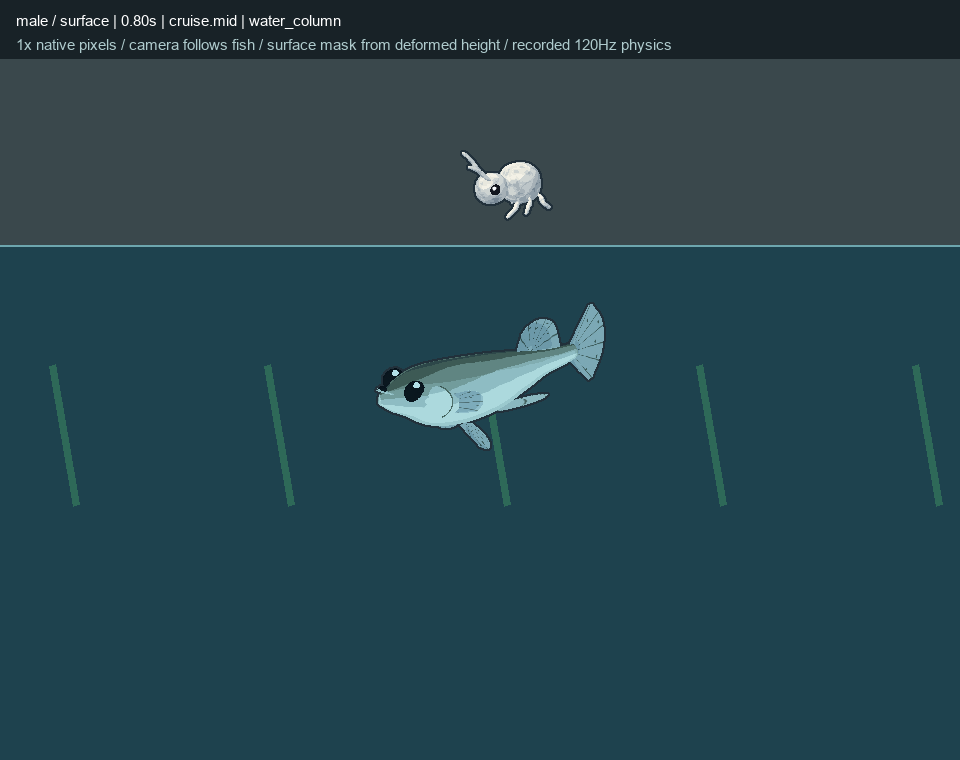 male / surface | 0.80s | cruise.mid | water_column
1x native pixels / camera follows fish / surface mask from deformed height / recorded 120Hz physics